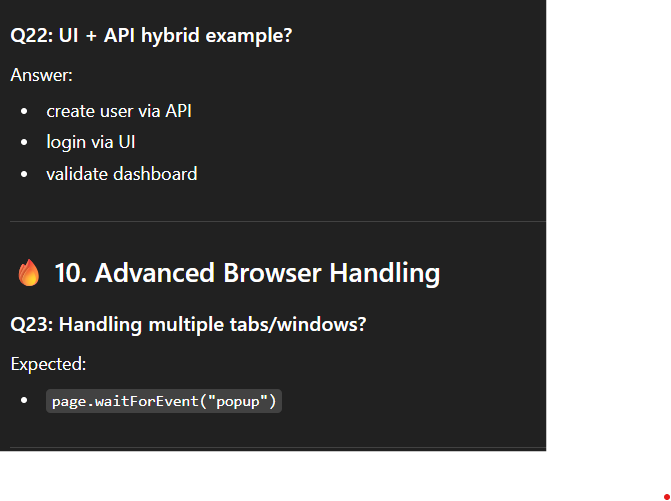 Q22: UI + API hybrid example?
Answer:
• create user via API
• login via UI
• validate dashboard
🔥 10. Advanced Browser Handling
Q23: Handling multiple tabs/windows?
Expected:
• page.waitForEvent("popup")